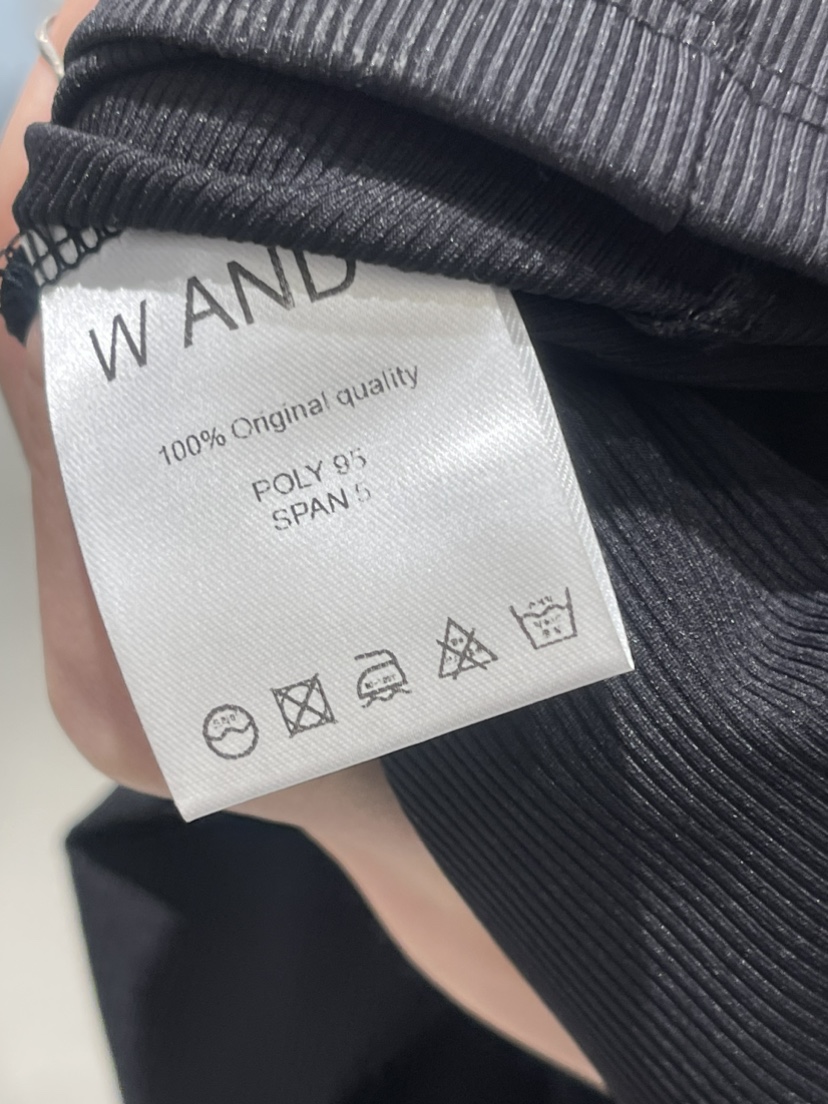 W AND
100% Original quality
POLY 95
SPAN 5